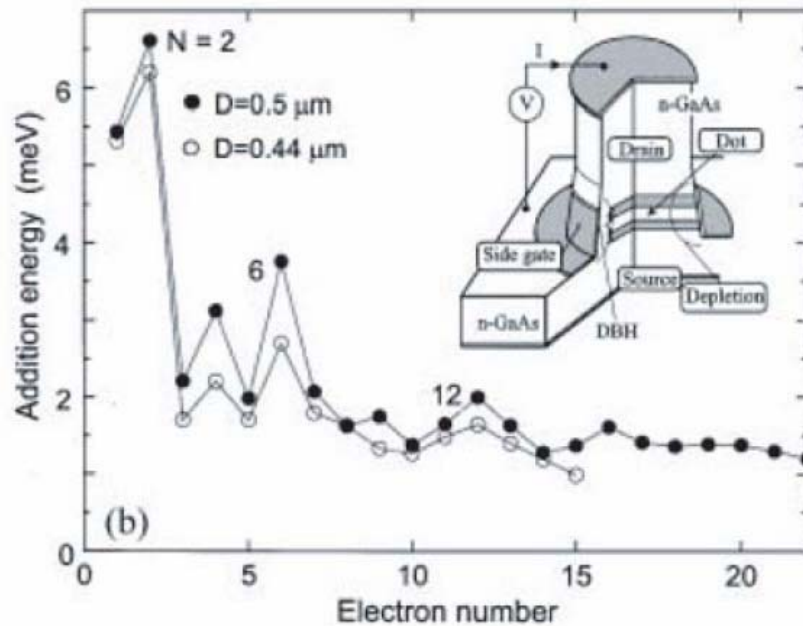 N = 2
D=0.5 μm
D=0.44 μm
6
12
(b)
Addition energy (meV)
0
2
4
6
0
5
10
15
20
Electron number
I
V
n-GaAs
Drain
Dot
Side gate
Source
Depletion
n-GaAs
DBH